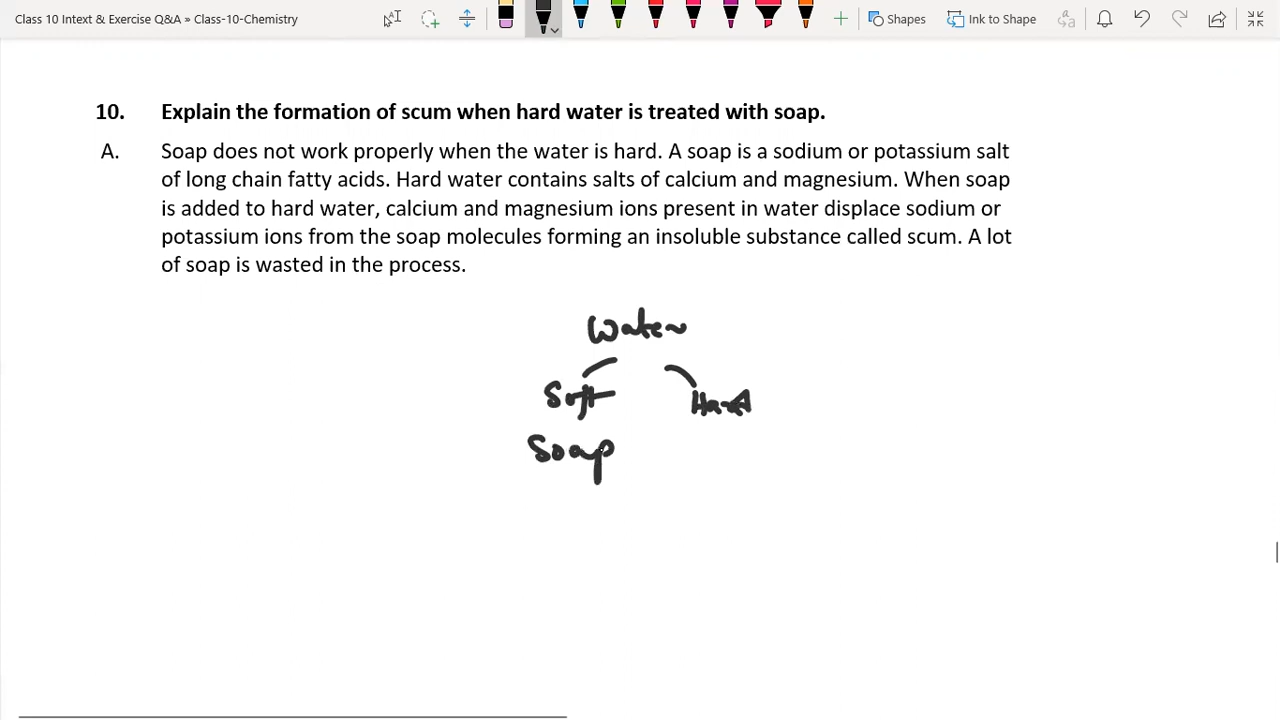 Class 10 Intext & Exercise Q&A » Class-10-Chemistry
Shapes
Ink to Shape
10. Explain the formation of scum when hard water is treated with soap.
A. Soap does not work properly when the water is hard. A soap is a sodium or potassium salt
of long chain fatty acids. Hard water contains salts of calcium and magnesium. When soap
is added to hard water, calcium and magnesium ions present in water displace sodium or
potassium ions from the soap molecules forming an insoluble substance called scum. A lot
of soap is wasted in the process.
Water
Soft Hard
Soap